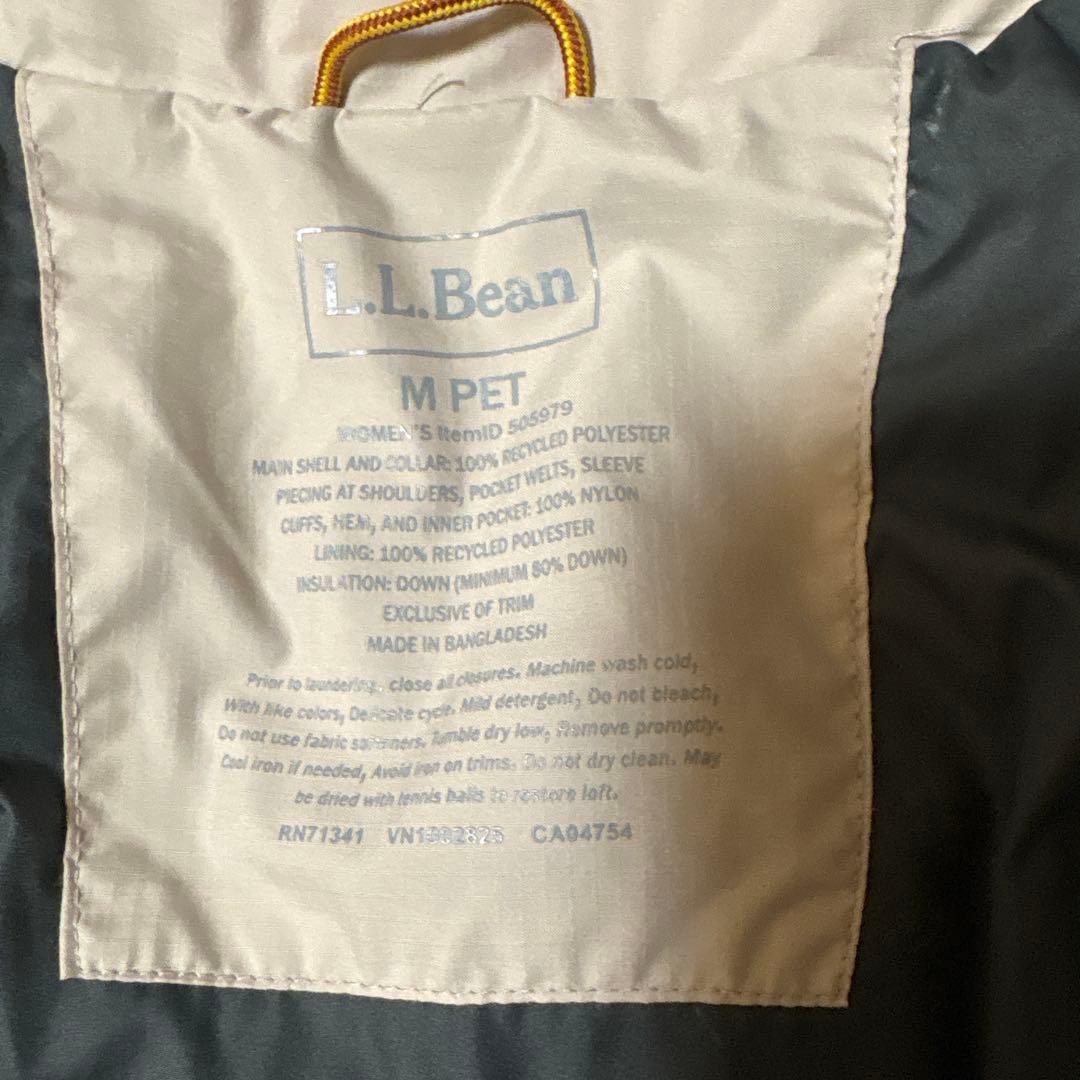 L.L.Bean
M PET
WOMEN'S ItemID 505979
MAIN SHELL AND COLLAR: 100% RECYCLED POLYESTER
PIECING AT SHOULDERS, POCKET WELTS, SLEEVE
CUFFS, HEM, AND INNER POCKET: 100% NYLON
LINING: 100% RECYCLED POLYESTER
INSULATION: DOWN (MINIMUM 80% DOWN)
EXCLUSIVE OF TRIM
MADE IN BANGLADESH
Prior to laundering, close all closures. Machine wash cold,
With like colors, Delicate cycle. Mild detergent, Do not bleach,
Do not use fabric softeners. Tumble dry low, Remove promptly.
Cool iron if needed, Avoid iron on trims. Do not dry clean. May
be dried with tennis balls to restore loft.
RN71341 CA04754